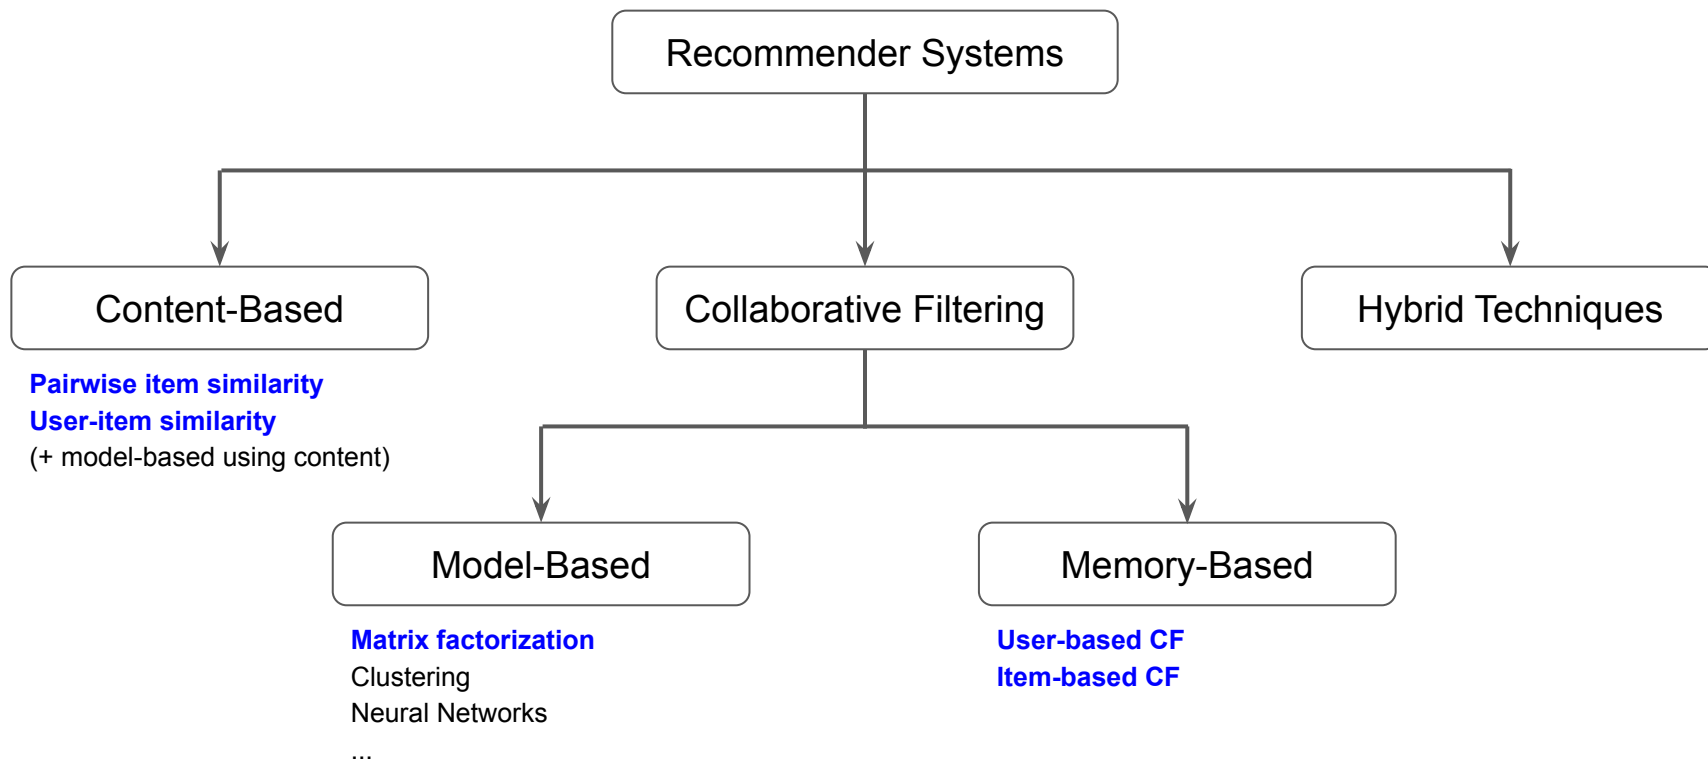 Recommender Systems
Content-Based
Collaborative Filtering
Hybrid Techniques
Pairwise item similarity
User-item similarity
(+ model-based using content)
Model-Based
Memory-Based
Matrix factorization
Clustering
Neural Networks
...
User-based CF
Item-based CF